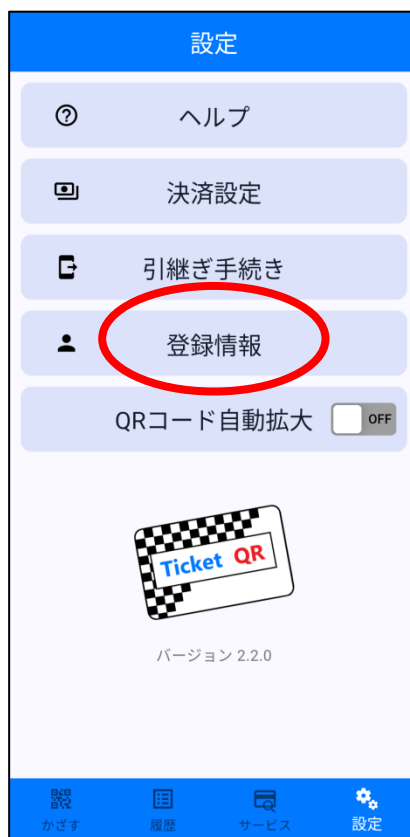 設定
ヘルプ
決済設定
引継ぎ手続き
登録情報
QRコード自動拡大 OFF
Ticket QR
バージョン 2.2.0
かざす 履歴 サービス 設定